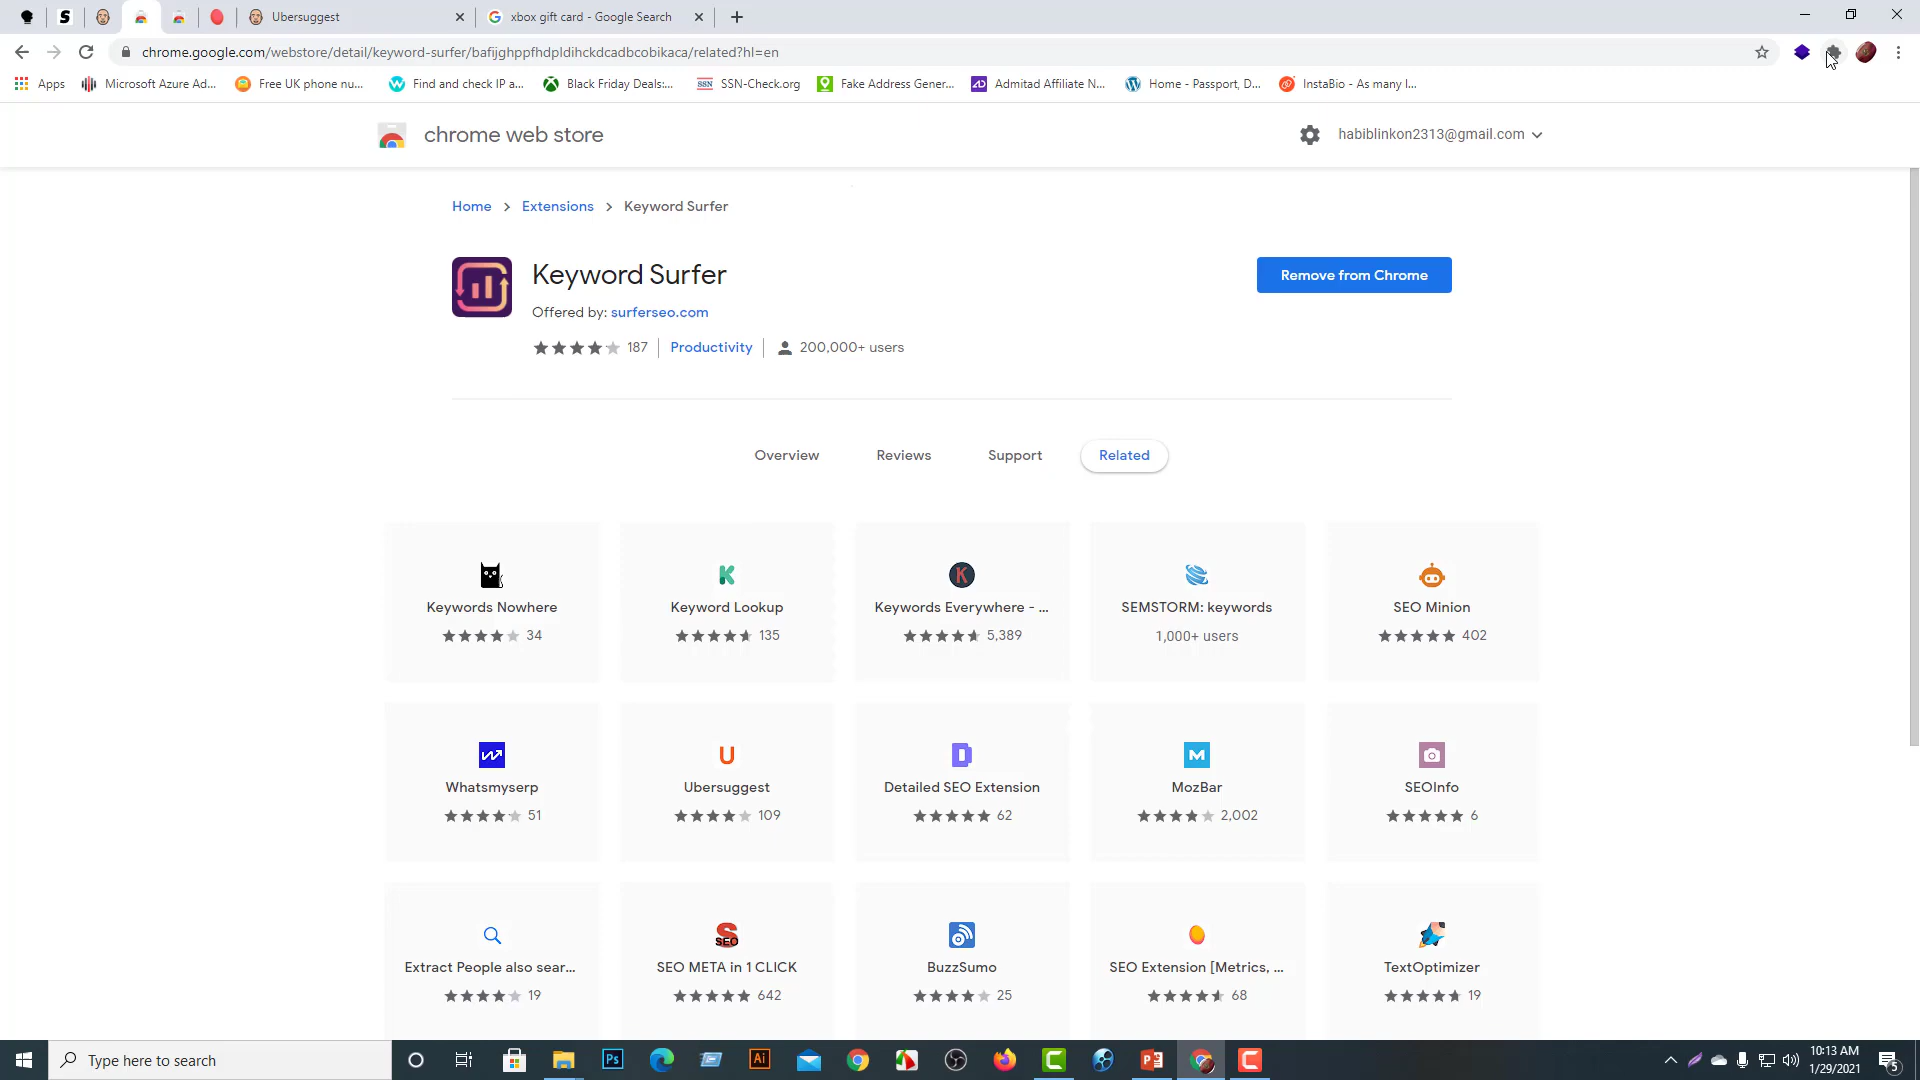 Ubersuggest
xbox gift card - Google Search
chrome.google.com/webstore/detail/keyword-surfer/bafijghppfhdpldihckdcadbcobikaca/related?hl=en
Apps
Microsoft Azure Ad...
Free UK phone nu...
Find and check IP a...
Black Friday Deals:...
SSN-Check.org
Fake Address Gener...
Admitad Affiliate N...
Home - Passport, D...
InstaBio - As many l...
chrome web store
habiblinkon2313@gmail.com
Home > Extensions > Keyword Surfer
Keyword Surfer
Remove from Chrome
Offered by: surferseo.com
187
Productivity
200,000+ users
Overview
Reviews
Support
Related
Keywords Nowhere
34
Keyword Lookup
135
Keywords Everywhere - ...
5,389
SEMSTORM: keywords
1,000+ users
SEO Minion
402
Whatsmyserp
51
Ubersuggest
109
Detailed SEO Extension
62
MozBar
2,002
SEOInfo
6
Extract People also sear...
19
SEO META in 1 CLICK
642
BuzzSumo
25
SEO Extension [Metrics, ...
68
TextOptimizer
19
Type here to search
10:13 AM
1/29/2021
5